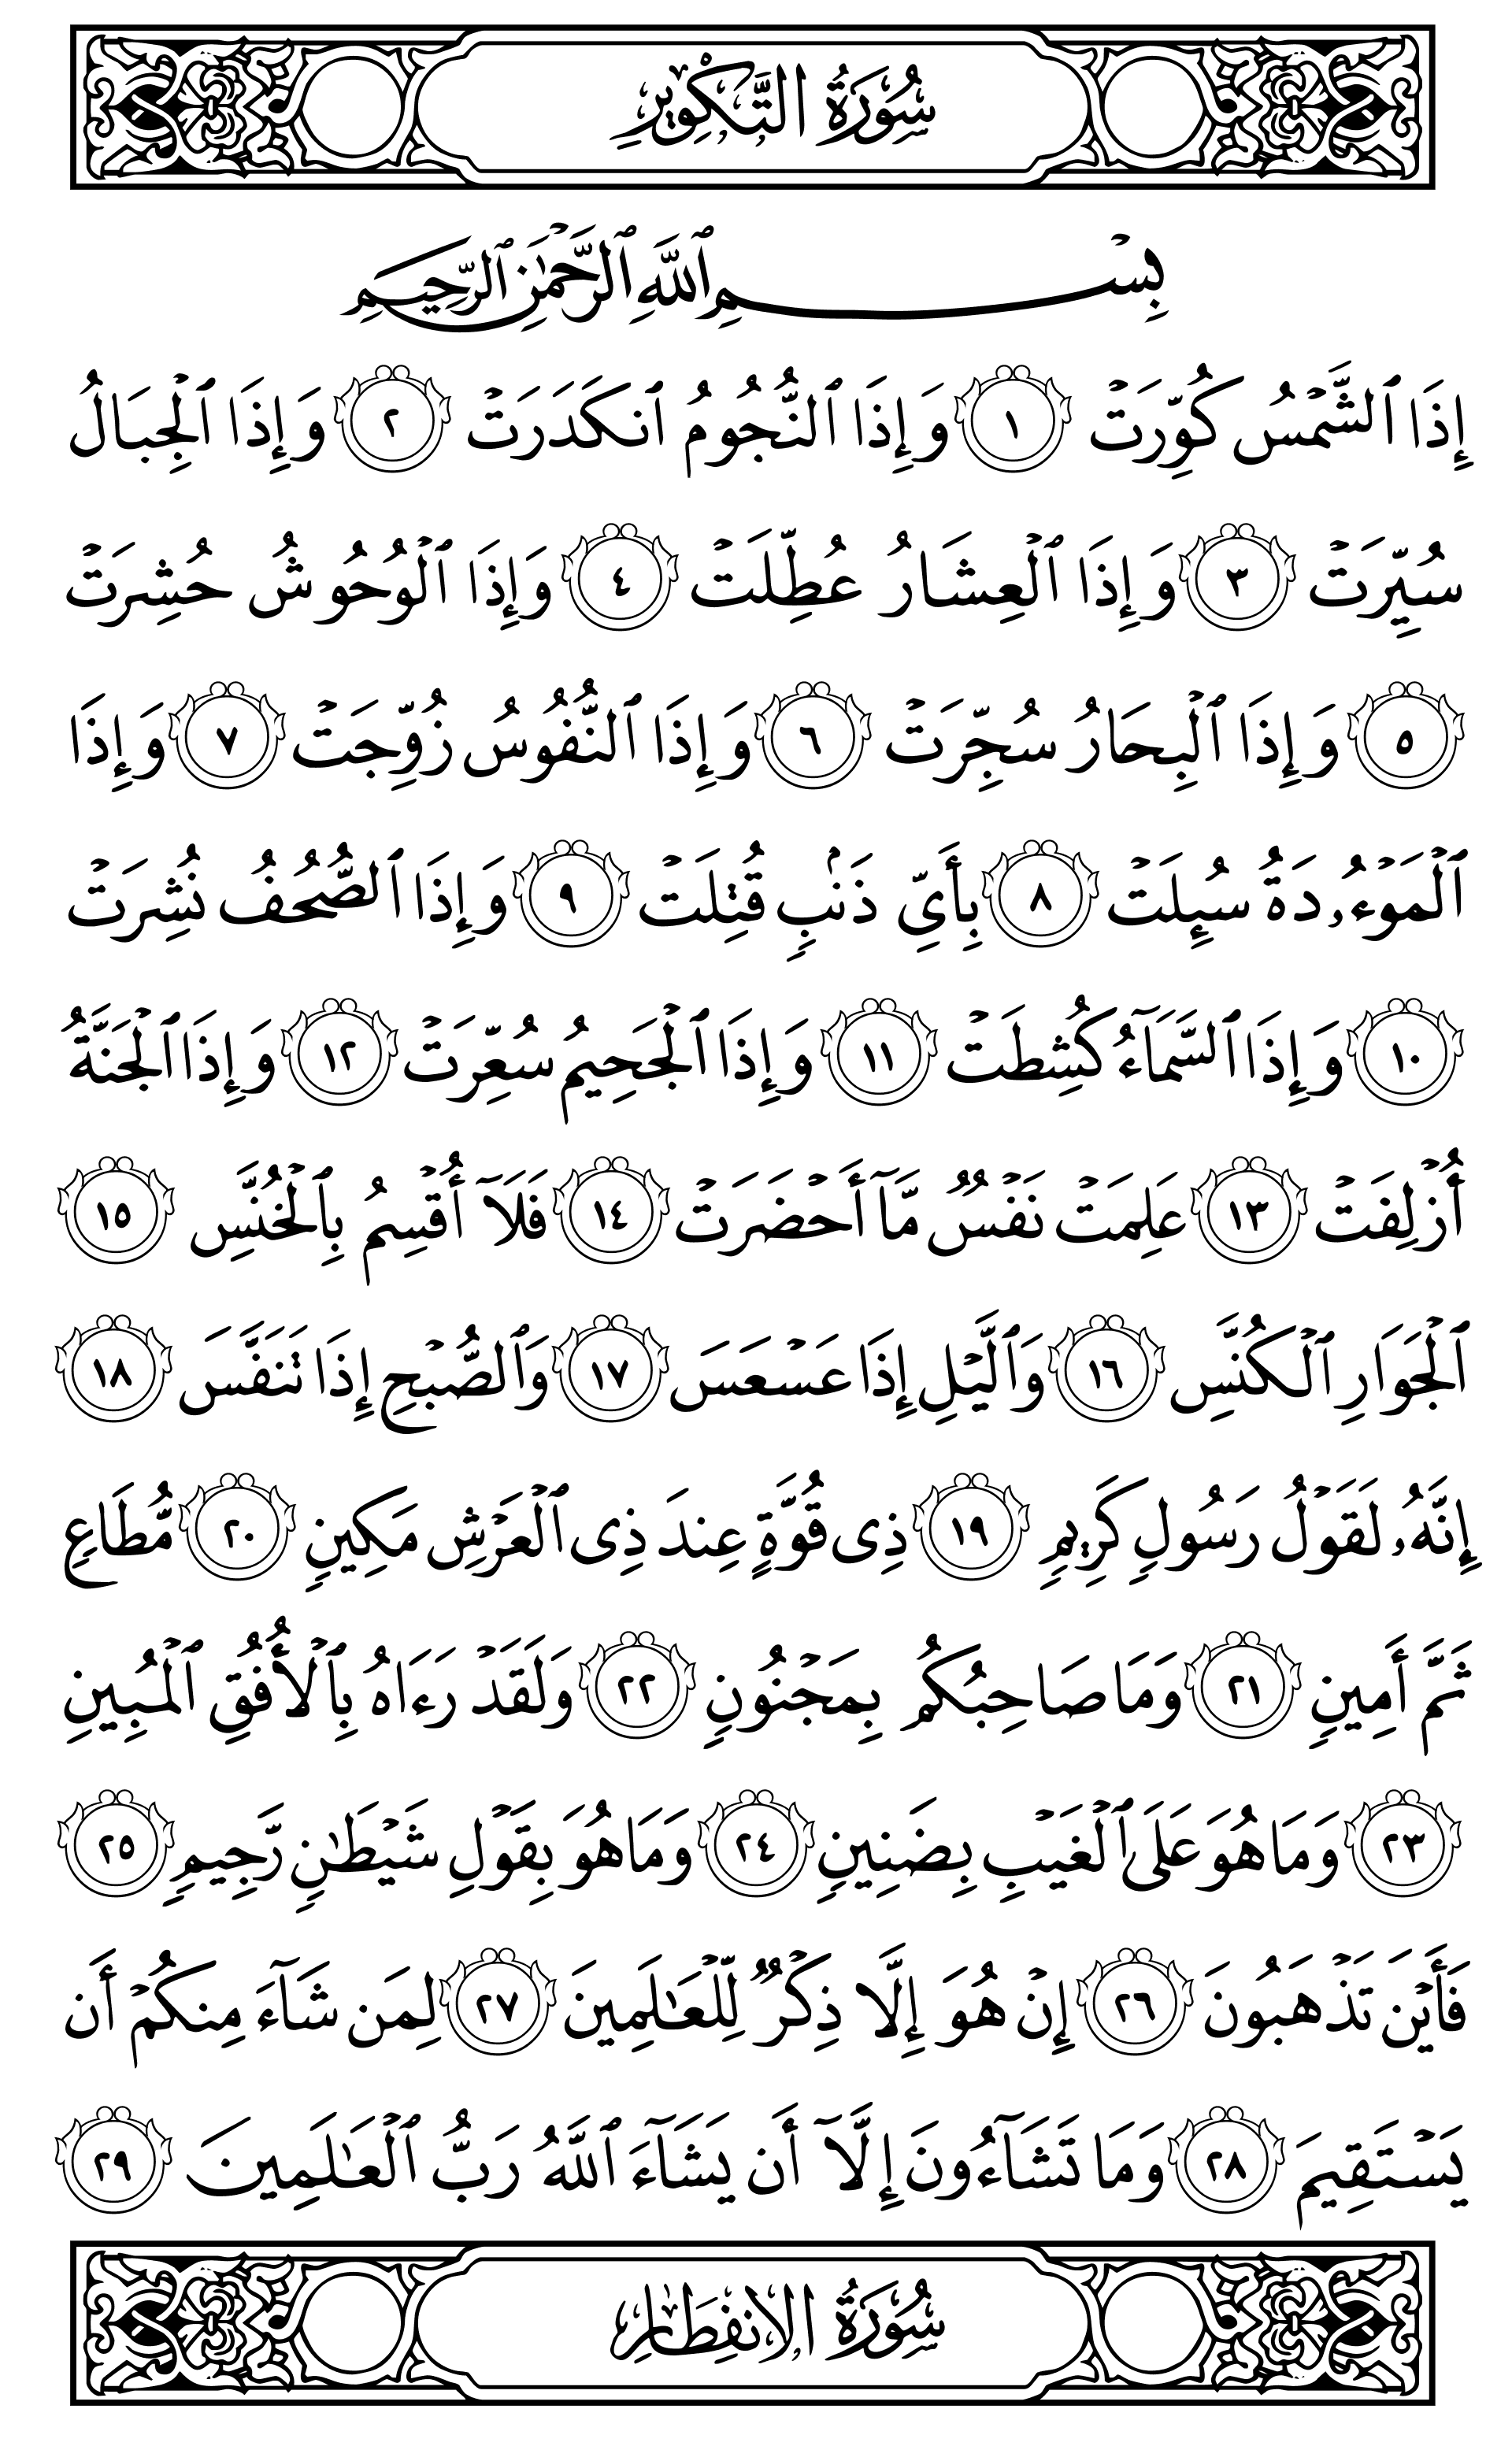 سُورَةُ التَّكْوِيرِ
بِسْمِ ٱللَّهِ ٱلرَّحْمَٰنِ ٱلرَّحِيمِ
إِذَا ٱلشَّمْسُ كُوِّرَتْ ١ وَإِذَا ٱلنُّجُومُ ٱنكَدَرَتْ ٢ وَإِذَا ٱلْجِبَالُ
سُيِّرَتْ ٣ وَإِذَا ٱلْعِشَارُ عُطِّلَتْ ٤ وَإِذَا ٱلْوُحُوشُ حُشِرَتْ
٥ وَإِذَا ٱلْبِحَارُ سُجِّرَتْ ٦ وَإِذَا ٱلنُّفُوسُ زُوِّجَتْ ٧ وَإِذَا
ٱلْمَوْءُۥدَةُ سُئِلَتْ ٨ بِأَىِّ ذَنۢبٍ قُتِلَتْ ٩ وَإِذَا ٱلصُّحُفُ نُشِرَتْ
١٠ وَإِذَا ٱلسَّمَآءُ كُشِطَتْ ١١ وَإِذَا ٱلْجَحِيمُ سُعِّرَتْ ١٢ وَإِذَا ٱلْجَنَّةُ
أُزْلِفَتْ ١٣ عَلِمَتْ نَفْسٌ مَّآ أَحْضَرَتْ ١٤ فَلَآ أُقْسِمُ بِٱلْخُنَّسِ ١٥
ٱلْجَوَارِ ٱلْكُنَّسِ ١٦ وَٱلَّيْلِ إِذَا عَسْعَسَ ١٧ وَٱلصُّبْحِ إِذَا تَنَفَّسَ ١٨
إِنَّهُۥ لَقَوْلُ رَسُولٍ كَرِيمٍ ١٩ ذِى قُوَّةٍ عِندَ ذِى ٱلْعَرْشِ مَكِينٍ ٢٠ مُّطَاعٍ
ثَمَّ أَمِينٍ ٢١ وَمَا صَاحِبُكُم بِمَجْنُونٍ ٢٢ وَلَقَدْ رَءَاهُ بِٱلْأُفُقِ ٱلْمُبِينِ
٢٣ وَمَا هُوَ عَلَى ٱلْغَيْبِ بِضَنِينٍ ٢٤ وَمَا هُوَ بِقَوْلِ شَيْطَٰنٍ رَّجِيمٍ ٢٥
فَأَيْنَ تَذْهَبُونَ ٢٦ إِنْ هُوَ إِلَّا ذِكْرٌ لِّلْعَٰلَمِينَ ٢٧ لِمَن شَآءَ مِنكُمْ أَن
يَسْتَقِيمَ ٢٨ وَمَا تَشَآءُونَ إِلَّآ أَن يَشَآءَ ٱللَّهُ رَبُّ ٱلْعَٰلَمِينَ ٢٩
سُورَةُ الانفِطَارِ